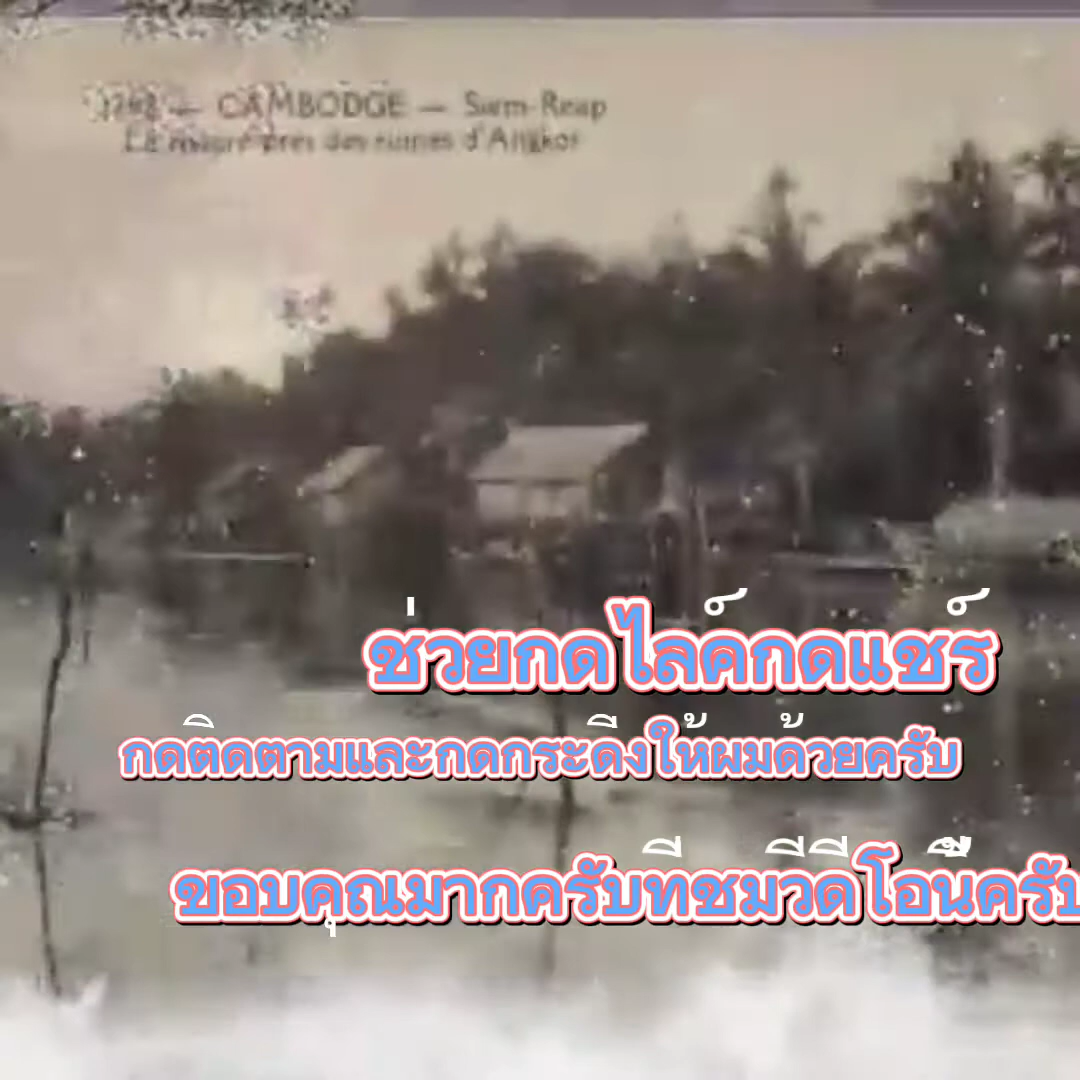 CAMBODGE — Siem-Reap
près des ruines d'Angkor
ช่วยกดไลค์กดแชร์
กดติดตามและกดกระดิ่งให้ผมด้วยครับ
ขอบคุณมากครับที่ชมวีดีโอนี้ครับ